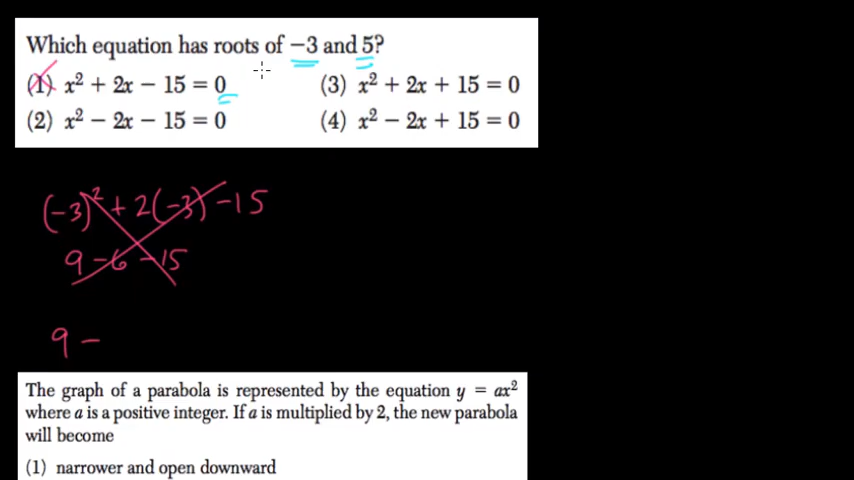 Which equation has roots of −3 and 5?
(1) x² + 2x − 15 = 0
(2) x² − 2x − 15 = 0
(3) x² + 2x + 15 = 0
(4) x² − 2x + 15 = 0
(-3)² + 2(-3) - 15
9 - 6 - 15
9 -
The graph of a parabola is represented by the equation y = ax²
where a is a positive integer. If a is multiplied by 2, the new parabola
will become
(1) narrower and open downward